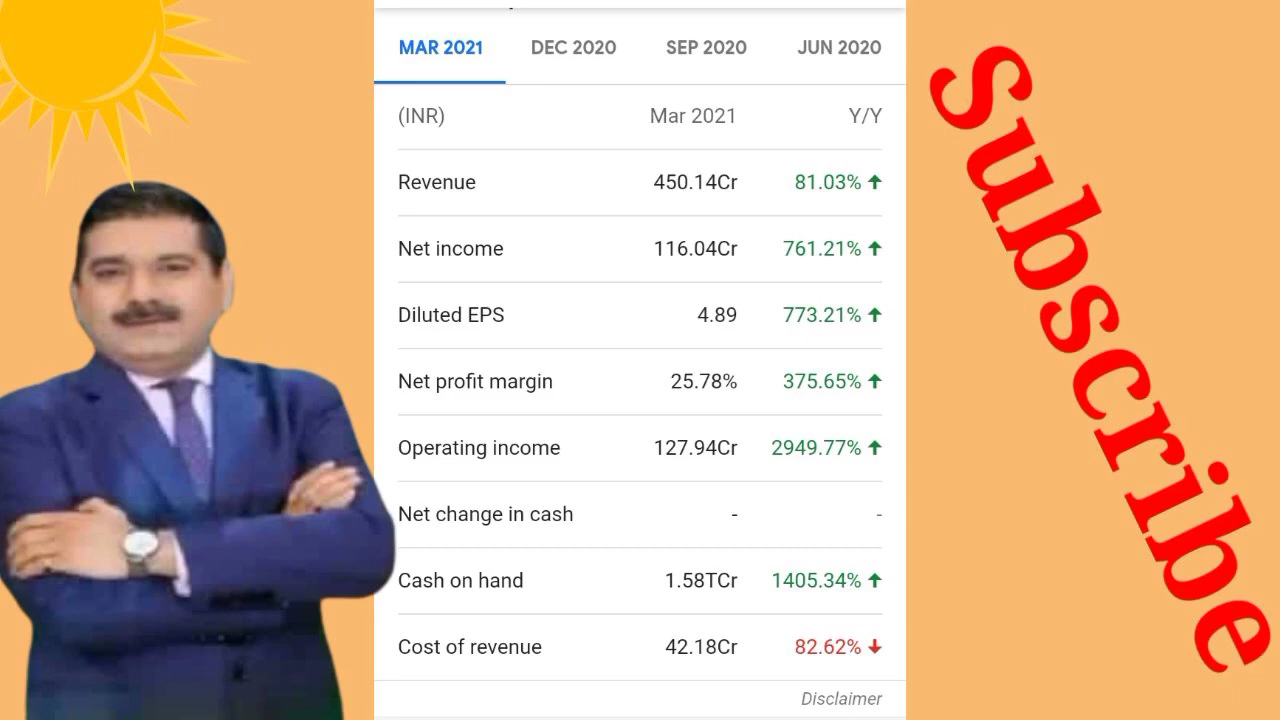 MAR 2021 DEC 2020 SEP 2020 JUN 2020
(INR) Mar 2021 Y/Y
Revenue 450.14Cr 81.03% ↑
Net income 116.04Cr 761.21% ↑
Diluted EPS 4.89 773.21% ↑
Net profit margin 25.78% 375.65% ↑
Operating income 127.94Cr 2949.77% ↑
Net change in cash - -
Cash on hand 1.58TCr 1405.34% ↑
Cost of revenue 42.18Cr 82.62% ↓
Disclaimer
Subscribe